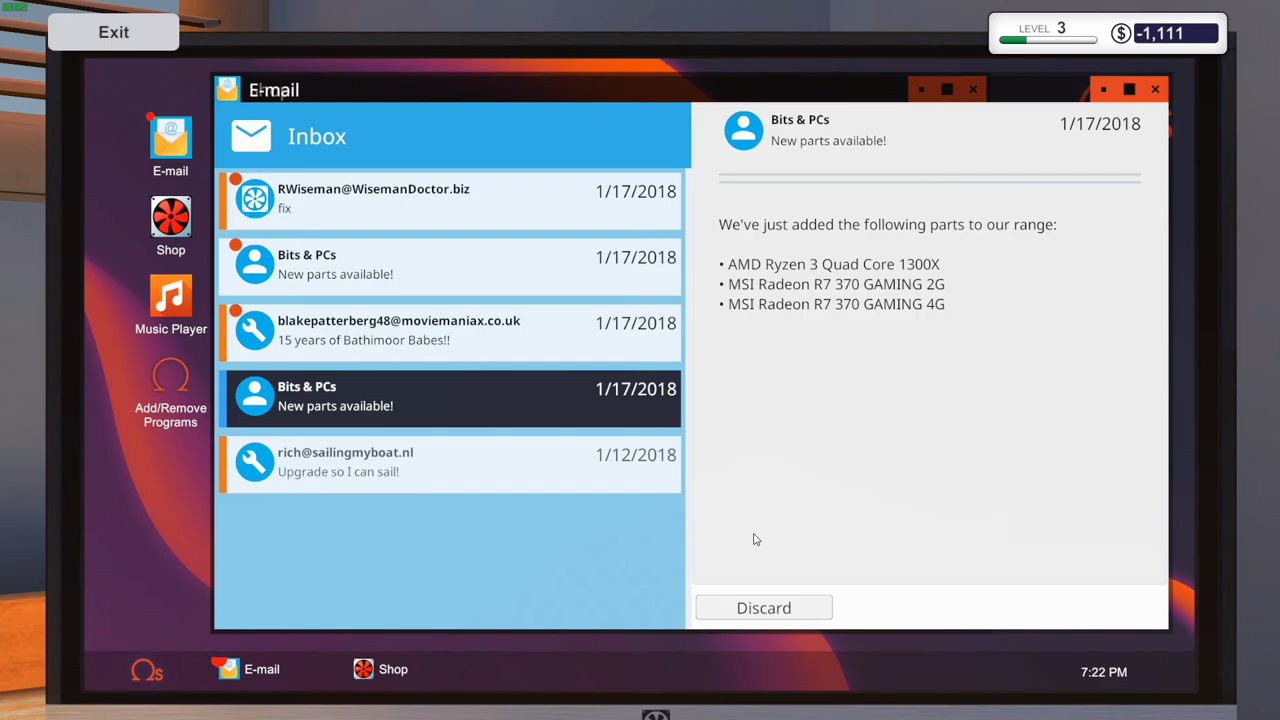 Exit
LEVEL 3
$ -1,111
E-mail
Inbox
RWiseman@WisemanDoctor.biz 1/17/2018
fix
Bits & PCs 1/17/2018
New parts available!
blakepatterberg48@moviemaniax.co.uk 1/17/2018
15 years of Bathimoor Babes!!
Bits & PCs 1/17/2018
New parts available!
rich@sailingmyboat.nl 1/12/2018
Upgrade so I can sail!
Bits & PCs 1/17/2018
New parts available!
We've just added the following parts to our range:
• AMD Ryzen 3 Quad Core 1300X
• MSI Radeon R7 370 GAMING 2G
• MSI Radeon R7 370 GAMING 4G
Discard
E-mail
Shop
Music Player
Add/Remove
Programs
Ωs E-mail Shop 7:22 PM